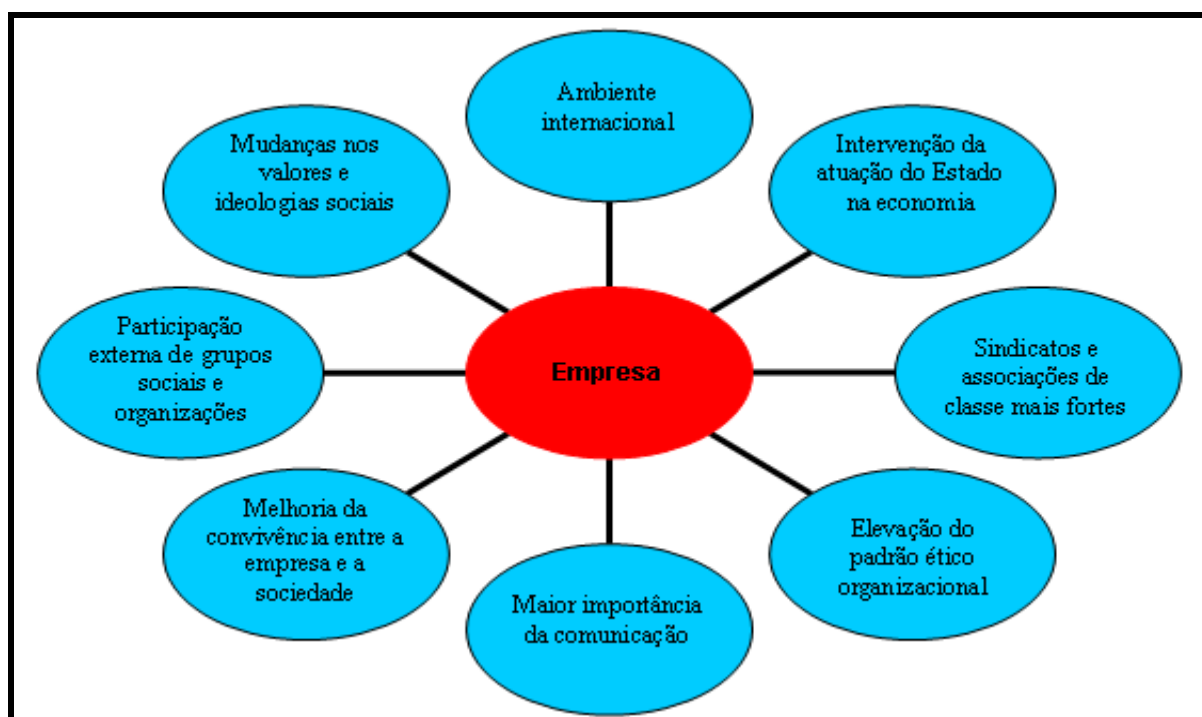 Ambiente
internacional
Intervenção da
atuação do Estado
na economia
Sindicatos e
associações de
classe mais fortes
Elevação do
padrão ético
organizacional
Maior importância
da comunicação
Melhoria da
convivência entre a
empresa e a
sociedade
Participação
externa de grupos
sociais e
organizações
Mudanças nos
valores e
ideologias sociais
Empresa